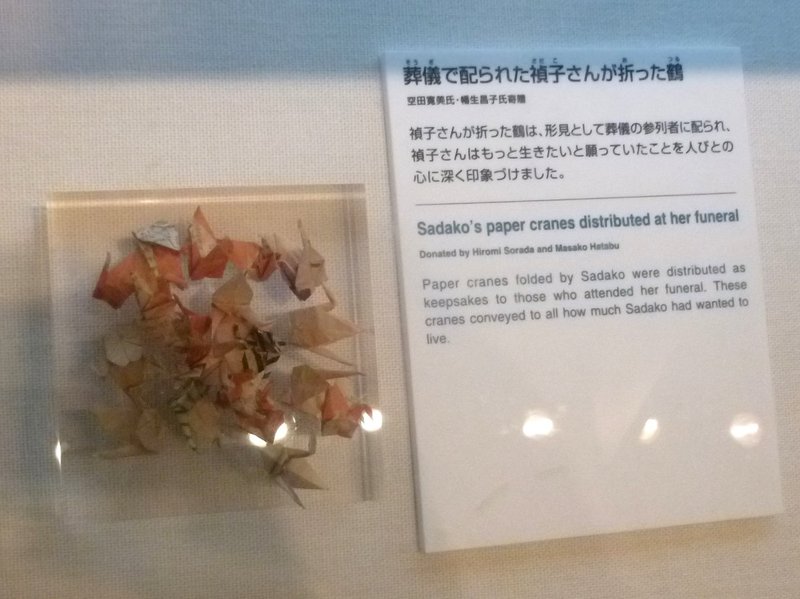 葬儀で配られた禎子さんが折った鶴
空田寛美氏・幡生昌子氏寄贈
禎子さんが折った鶴は、形見として葬儀の参列者に配られ、
禎子さんはもっと生きたいと願っていたことを人びとの
心に深く印象づけました。
Sadako's paper cranes distributed at her funeral
Donated by Hiromi Sorada and Masako Hatabu
Paper cranes folded by Sadako were distributed as
keepsakes to those who attended her funeral. These
cranes conveyed to all how much Sadako had wanted to
live.